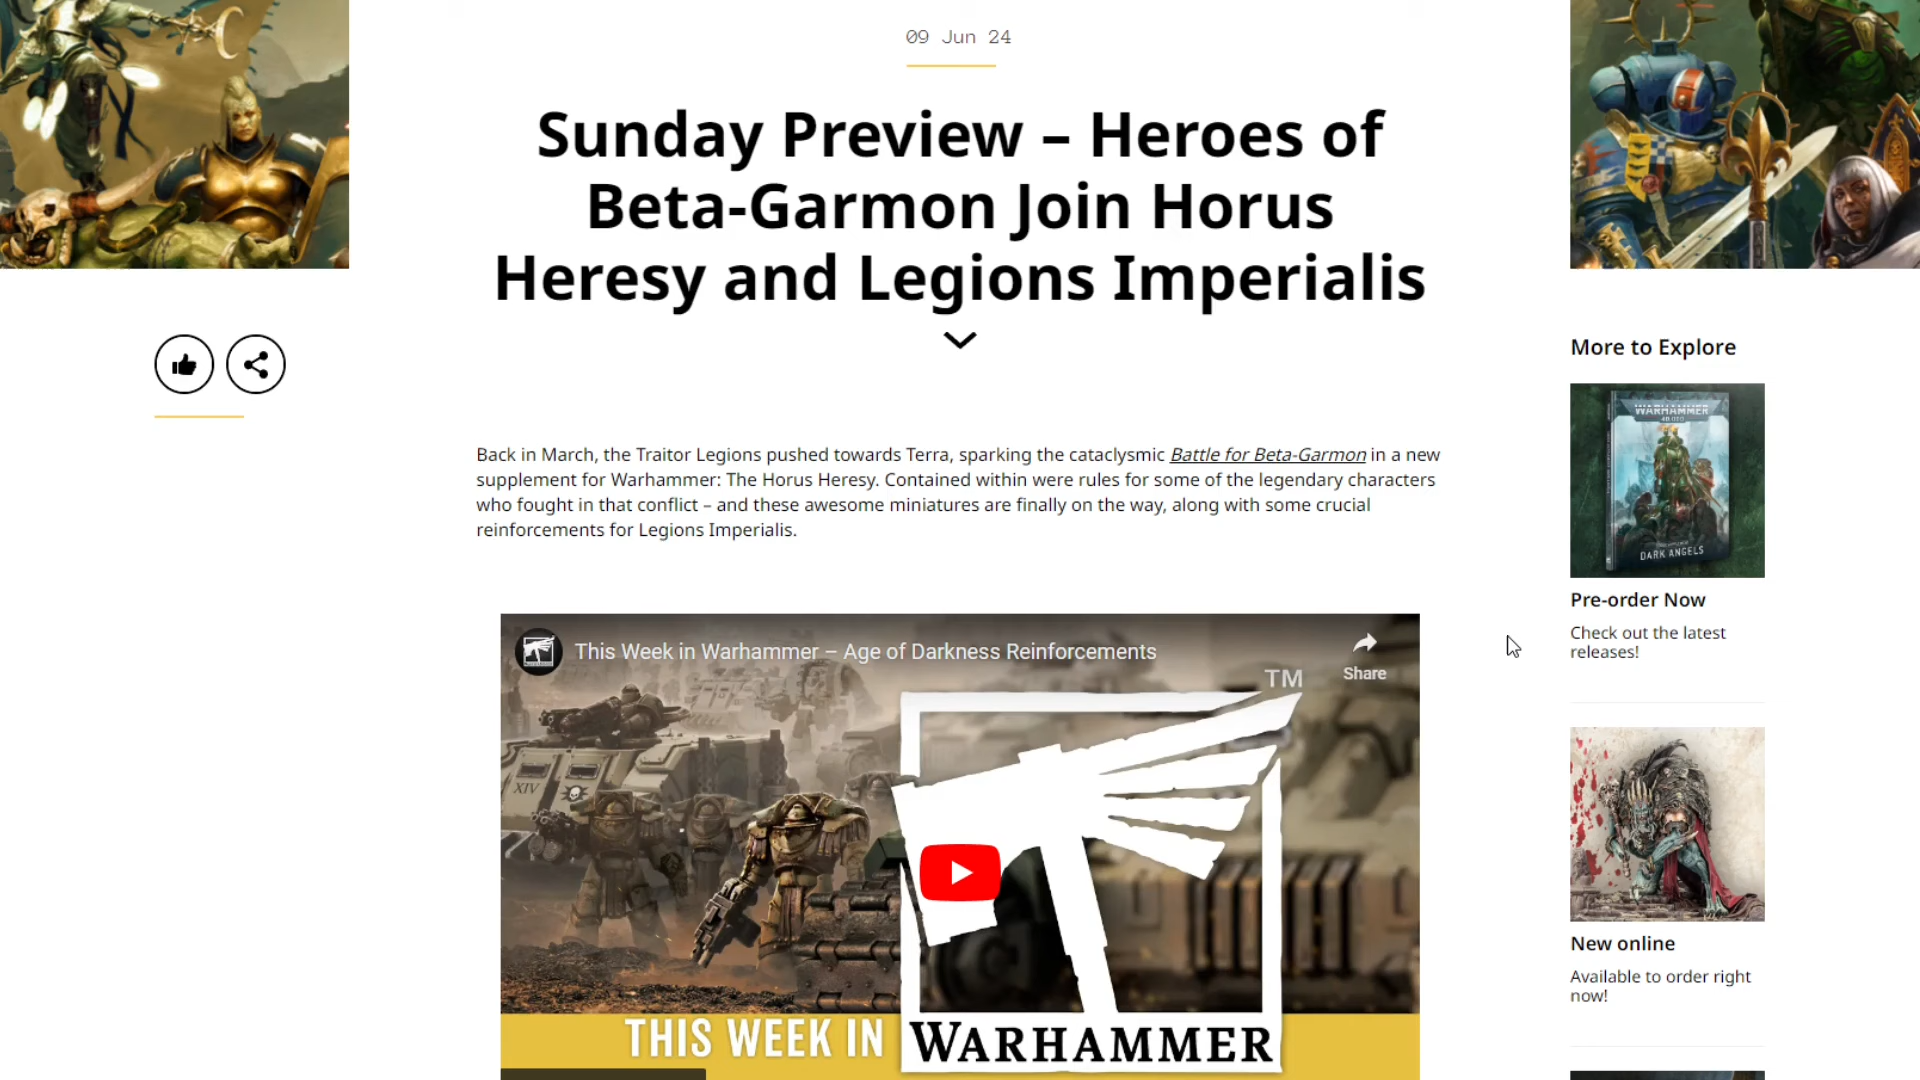 09 Jun 24
Sunday Preview – Heroes of
Beta-Garmon Join Horus
Heresy and Legions Imperialis
Back in March, the Traitor Legions pushed towards Terra, sparking the cataclysmic Battle for Beta-Garmon in a new
supplement for Warhammer: The Horus Heresy. Contained within were rules for some of the legendary characters
who fought in that conflict – and these awesome miniatures are finally on the way, along with some crucial
reinforcements for Legions Imperialis.
This Week in Warhammer – Age of Darkness Reinforcements
Share
TM
XIV
THIS WEEK IN WARHAMMER
More to Explore
WARHAMMER
40,000
DARK ANGELS
Pre-order Now
Check out the latest
releases!
New online
Available to order right
now!